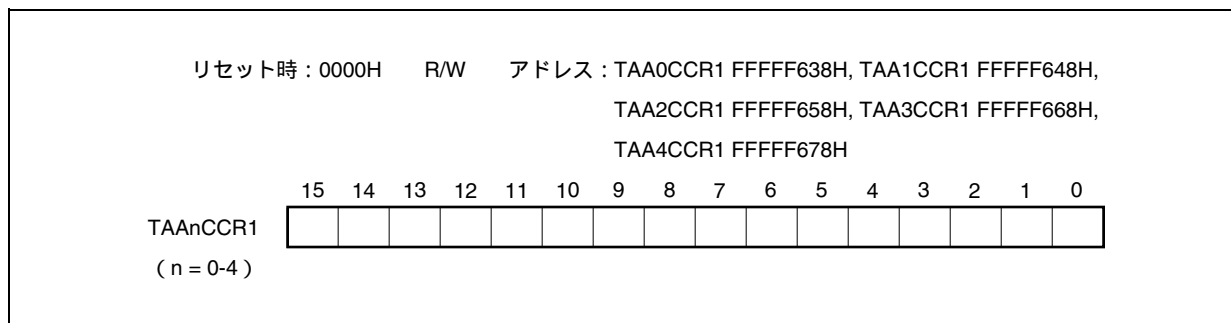 リセット時：0000H　R/W　アドレス：TAA0CCR1 FFFFF638H, TAA1CCR1 FFFFF648H,
TAA2CCR1 FFFFF658H, TAA3CCR1 FFFFF668H,
TAA4CCR1 FFFFF678H
15 14 13 12 11 10 9 8 7 6 5 4 3 2 1 0
TAAnCCR1
（n = 0-4）